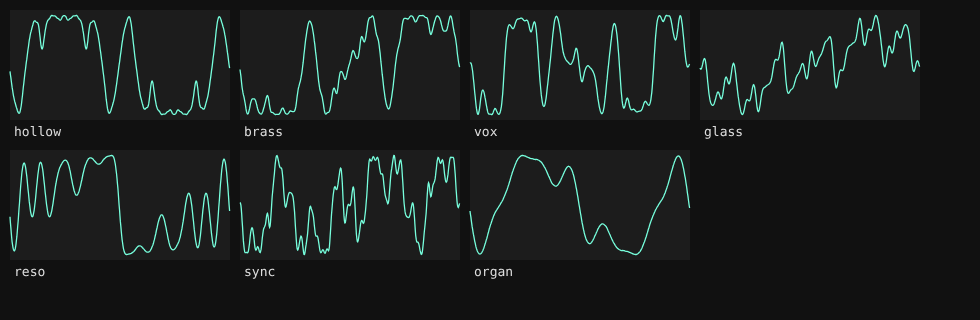 hollow
brass
vox
glass
reso
sync
organ